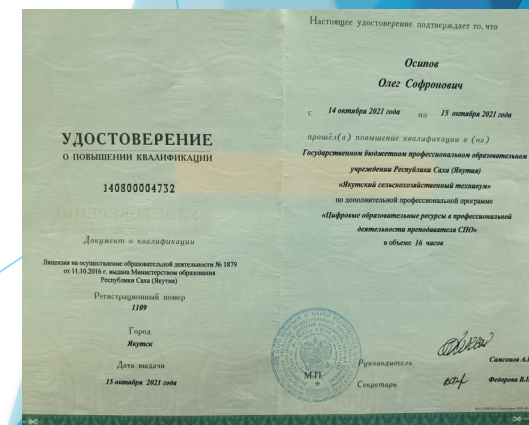 УДОСТОВЕРЕНИЕ
О ПОВЫШЕНИИ КВАЛИФИКАЦИИ
140800004732
Документ о квалификации
Лицензия на осуществление образовательной деятельности № 1879
от 11.10.2016 г. выдана Министерством образования
Республики Саха (Якутия)
Регистрационный номер
1109
Город
Якутск
Дата выдачи
15 октября 2021 года
Настоящее удостоверение подтверждает то, что
Осипов
Олег Софронович
с 14 октября 2021 года по 15 октября 2021 года
прошёл(а) повышение квалификации в (на)
Государственном бюджетном профессиональном образовательном
учреждении Республики Саха (Якутия)
«Якутский сельскохозяйственный техникум»
по дополнительной профессиональной программе
«Цифровые образовательные ресурсы в профессиональной
деятельности преподавателя СПО»
в объеме 16 часов
М.П.
Руководитель Самсонов А.
Секретарь Федорова В.